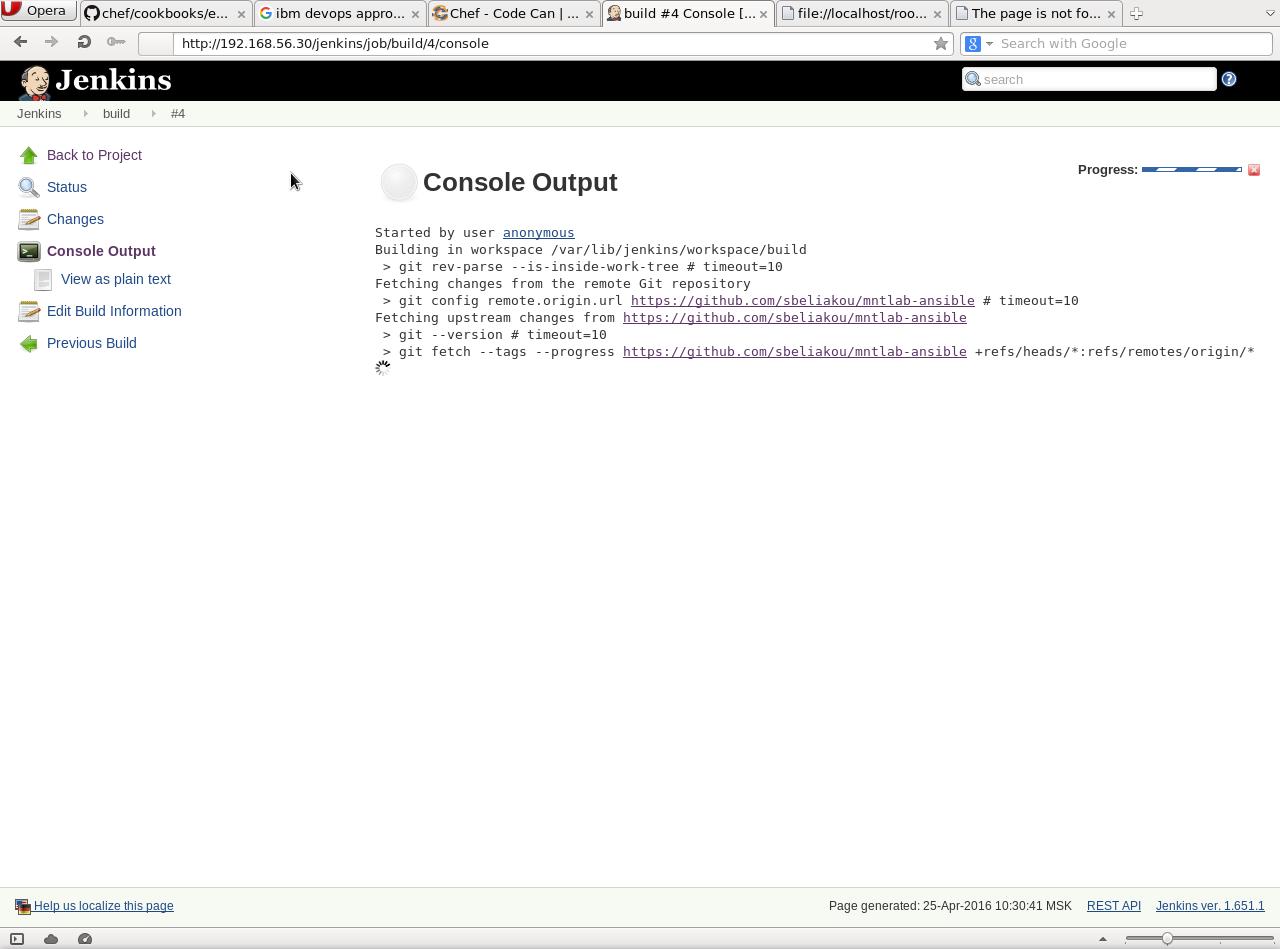 Opera
chef/cookbooks/e...
ibm devops appro...
Chef - Code Can | ...
build #4 Console [...
file://localhost/roo...
The page is not fo...
http://192.168.56.30/jenkins/job/build/4/console
Search with Google
Jenkins
search
Jenkins build #4
Back to Project
Status
Changes
Console Output
View as plain text
Edit Build Information
Previous Build
Console Output
Progress:
Started by user anonymous
Building in workspace /var/lib/jenkins/workspace/build
> git rev-parse --is-inside-work-tree # timeout=10
Fetching changes from the remote Git repository
> git config remote.origin.url https://github.com/sbeliakou/mntlab-ansible # timeout=10
Fetching upstream changes from https://github.com/sbeliakou/mntlab-ansible
> git --version # timeout=10
> git fetch --tags --progress https://github.com/sbeliakou/mntlab-ansible +refs/heads/*:refs/remotes/origin/*
Help us localize this page
Page generated: 25-Apr-2016 10:30:41 MSK REST API Jenkins ver. 1.651.1